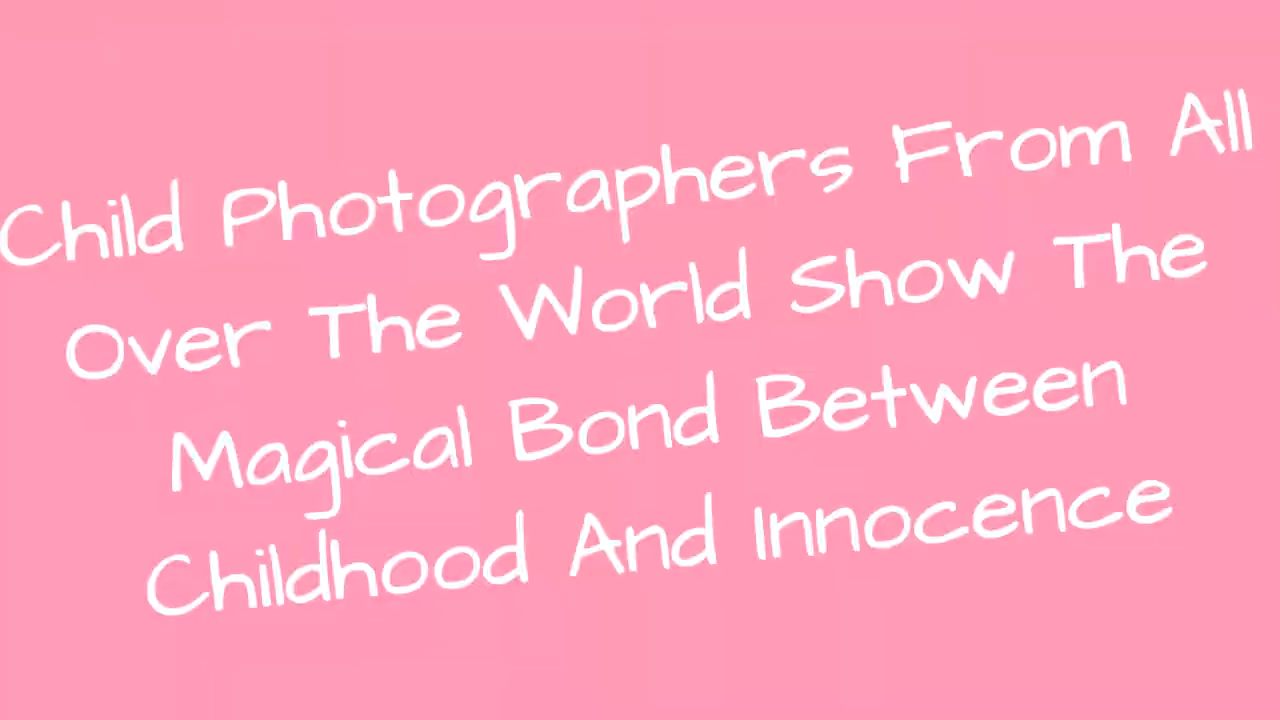 Child Photographers From All
Over The World Show The
Magical Bond Between
Childhood And Innocence